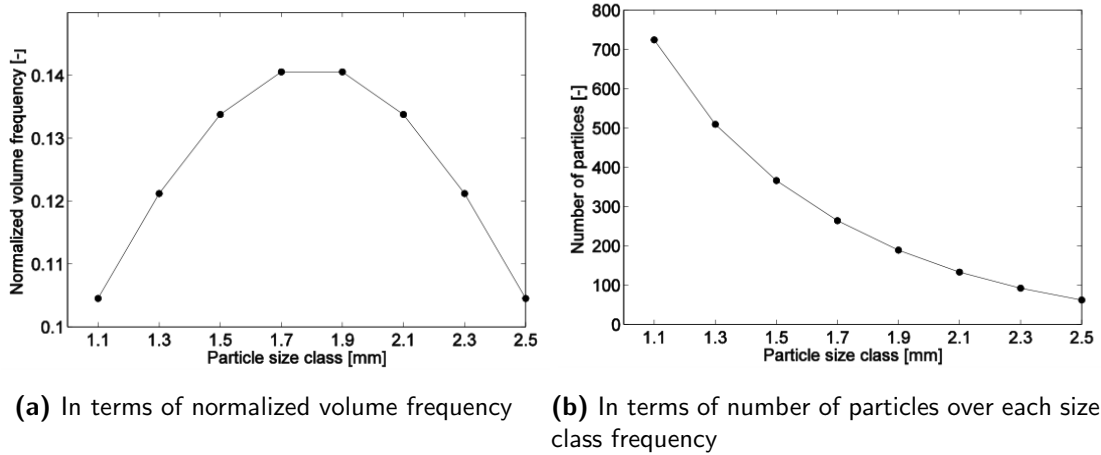 Normalized volume frequency [-]
0.14
0.13
0.12
0.11
0.1
1.1 1.3 1.5 1.7 1.9 2.1 2.3 2.5
Particle size class [mm]
(a) In terms of normalized volume frequency
Number of partilces [-]
800
700
600
500
400
300
200
100
0
1.1 1.3 1.5 1.7 1.9 2.1 2.3 2.5
Particle size class [mm]
(b) In terms of number of particles over each size
class frequency